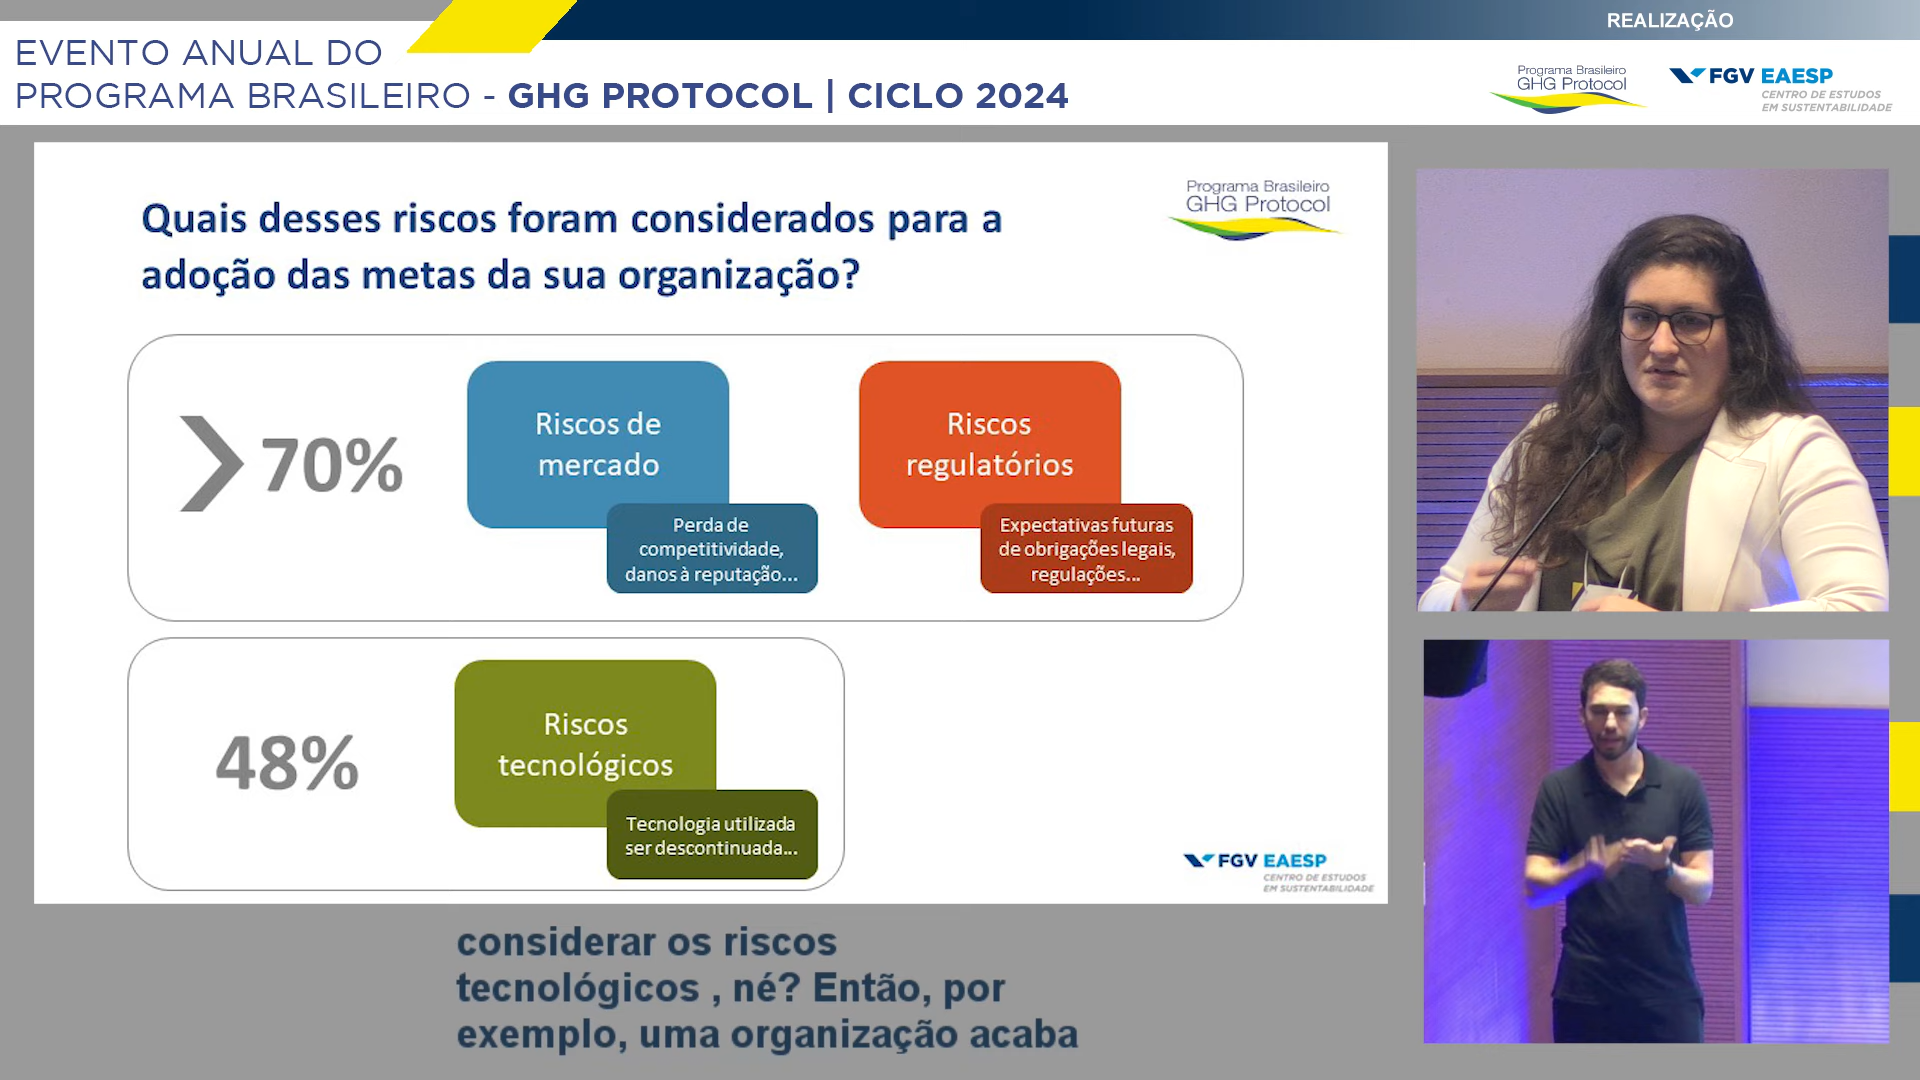 REALIZAÇÃO
EVENTO ANUAL DO
PROGRAMA BRASILEIRO - GHG PROTOCOL | CICLO 2024
Programa Brasileiro
GHG Protocol
FGV EAESP
CENTRO DE ESTUDOS
EM SUSTENTABILIDADE
Quais desses riscos foram considerados para a
adoção das metas da sua organização?
Programa Brasileiro
GHG Protocol
70%
Riscos de
mercado
Perda de
competitividade,
danos à reputação...
Riscos
regulatórios
Expectativas futuras
de obrigações legais,
regulações...
48%
Riscos
tecnológicos
Tecnologia utilizada
ser descontinuada...
FGV EAESP
CENTRO DE ESTUDOS
EM SUSTENTABILIDADE
considerar os riscos
tecnológicos , né? Então, por
exemplo, uma organização acaba